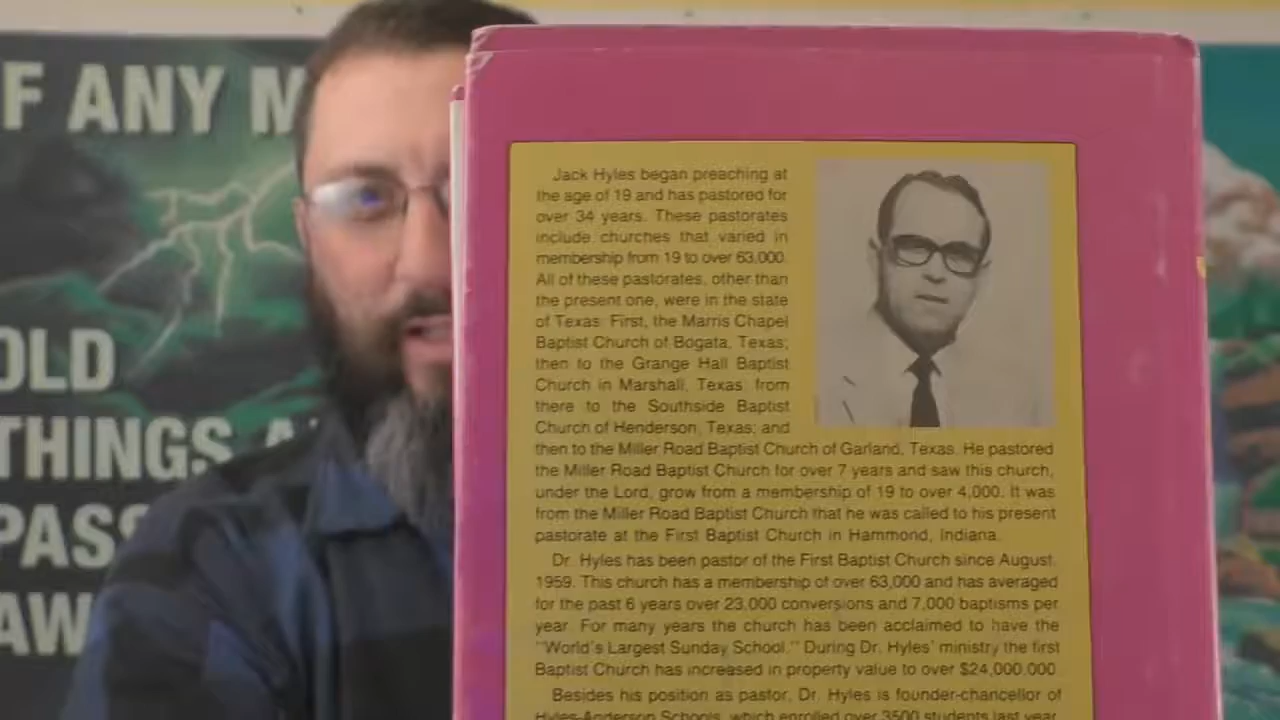 F ANY M
OLD
THINGS A
PASS
AW
Jack Hyles began preaching at
the age of 19 and has pastored for
over 34 years. These pastorates
include churches that varied in
membership from 19 to over 63,000.
All of these pastorates, other than
the present one, were in the state
of Texas: First, the Marris Chapel
Baptist Church of Bogata, Texas;
then to the Grange Hall Baptist
Church in Marshall, Texas; from
there to the Southside Baptist
Church of Henderson, Texas; and
then to the Miller Road Baptist Church of Garland, Texas. He pastored
the Miller Road Baptist Church for over 7 years and saw this church,
under the Lord, grow from a membership of 19 to over 4,000. It was
from the Miller Road Baptist Church that he was called to his present
pastorate at the First Baptist Church in Hammond, Indiana.
Dr. Hyles has been pastor of the First Baptist Church since August,
1959. This church has a membership of over 63,000 and has averaged
for the past 6 years over 23,000 conversions and 7,000 baptisms per
year. For many years the church has been acclaimed to have the
"World's Largest Sunday School." During Dr. Hyles' ministry the first
Baptist Church has increased in property value to over $24,000.000.
Besides his position as pastor, Dr. Hyles is founder-chancellor of
Hyles-Anderson Schools, which enrolled over 3500 students last year